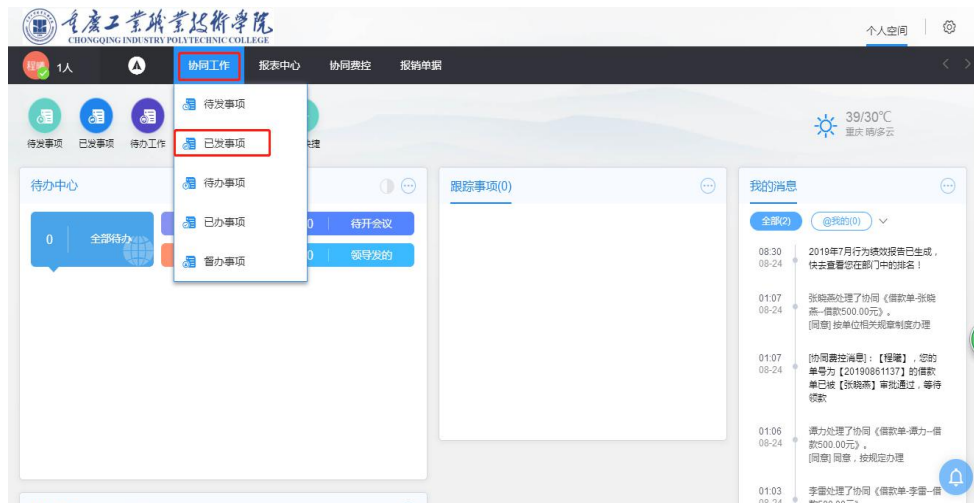 重庆工业职业技术学院
CHONGQING INDUSTRY POLYTECHNIC COLLEGE
个人空间
1人
协同工作
报表中心
协同费控
报销单据
待发事项
已发事项
待办工作
待发事项
已发事项
待办事项
已办事项
督办事项
39/30℃
重庆 晴/多云
待办中心
0 全部待办
待开会议
领导发的
跟踪事项(0)
我的消息
全部(2)
@我的(0)
08:30
08-24
2019年7月行为绩效报告已生成，
快去查看您在部门中的排名！
01:07
08-24
张晓燕处理了协同《借款单-张晓
燕--借款500.00元》。
[同意] 按单位相关规章制度办理
01:07
08-24
[协同费控消息]：【程曦】，您的
单号为【20190861137】的借款
单已被【张晓燕】审批通过，等待
领款
01:06
08-24
谭力处理了协同《借款单-谭力--借
款500.00元》。
[同意] 同意，按规定办理
01:03
李雷处理了协同《借款单-李雷--借